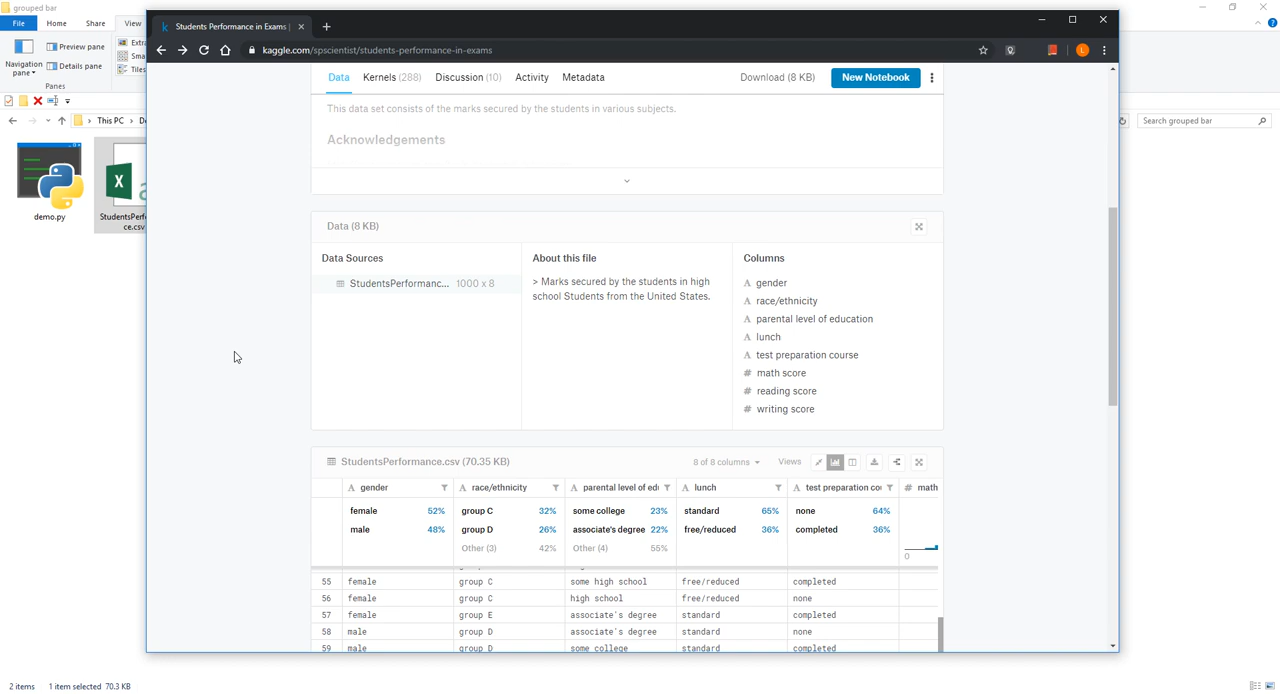 grouped bar
File Home Share View
Navigation pane
Preview pane
Details pane
Panes
This PC
Search grouped bar
demo.py
ce.csv
Students Performance in Exams
kaggle.com/spscientist/students-performance-in-exams
L
Data Kernels (288) Discussion (10) Activity Metadata Download (8 KB) New Notebook
This data set consists of the marks secured by the students in various subjects.
Acknowledgements
Data (8 KB)
Data Sources
StudentsPerformanc... 1000 x 8
About this file
> Marks secured by the students in high
school Students from the United States.
Columns
A gender
A race/ethnicity
A parental level of education
A lunch
A test preparation course
# math score
# reading score
# writing score
StudentsPerformance.csv (70.35 KB) 8 of 8 columns Views
A gender A race/ethnicity A parental level of A lunch A test preparation # math
female 52% group C 32% some college 23% standard 65% none 64%
male 48% group D 26% associate's degree 22% free/reduced 36% completed 36%
Other (3) 42% Other (4) 55% 0
55 female group C some high school free/reduced completed
56 female group C high school free/reduced none
57 female group E associate's degree standard completed
58 male group D associate's degree standard none
59 male group D some college standard completed
2 items 1 item selected 70.3 KB